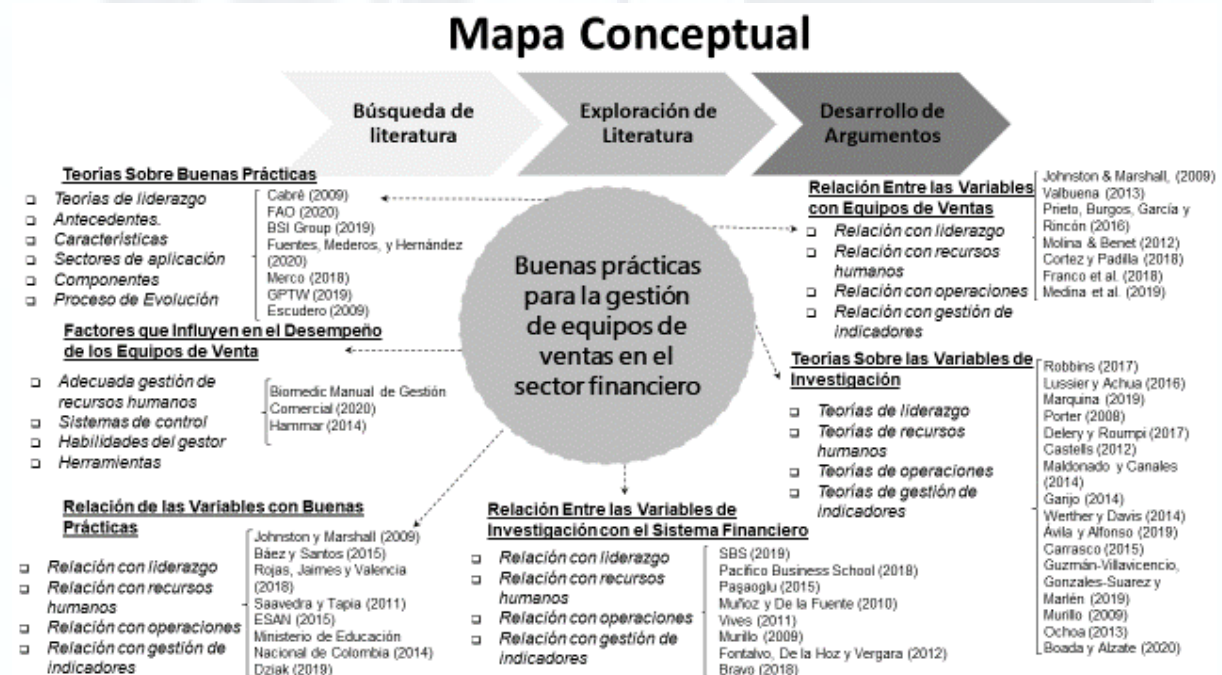 Mapa Conceptual
Búsqueda de
literatura
Exploración de
Literatura
Desarrollo de
Argumentos
Teorías Sobre Buenas Prácticas
Teorías de liderazgo
Antecedentes.
Características
Sectores de aplicación
Componentes
Proceso de Evolución
Cabré (2009)
FAO (2020)
BSI Group (2019)
Fuentes, Mederos, y Hernández
(2020)
Merco (2018)
GPTW (2019)
Escudero (2009)
Factores que Influyen en el Desempeño
de los Equipos de Venta
Adecuada gestión de
recursos humanos
Sistemas de control
Habilidades del gestor
Herramientas
Biomedic Manual de Gestión
Comercial (2020)
Hammar (2014)
Relación de las Variables con Buenas
Prácticas
Relación con liderazgo
Relación con recursos
humanos
Relación con operaciones
Relación con gestión de
indicadores
Johnston y Marshall (2009)
Báez y Santos (2015)
Rojas, Jaimes y Valencia
(2018)
Saavedra y Tapia (2011)
ESAN (2015)
Ministerio de Educación
Nacional de Colombia (2014)
Dziak (2019)
Buenas prácticas
para la gestión
de equipos de
ventas en el
sector financiero
Relación Entre las Variables de
Investigación con el Sistema Financiero
Relación con liderazgo
Relación con recursos
humanos
Relación con operaciones
Relación con gestión de
indicadores
SBS (2019)
Pacifico Business School (2018)
Paşaoglu (2015)
Muñoz y De la Fuente (2010)
Vives (2011)
Murillo (2009)
Fontalvo, De la Hoz y Vergara (2012)
Bravo (2018)
Relación Entre las Variables
con Equipos de Ventas
Relación con liderazgo
Relación con recursos
humanos
Relación con operaciones
Relación con gestión de
indicadores
Johnston & Marshall, (2009)
Valbuena (2013)
Prieto, Burgos, García y
Rincón (2016)
Molina & Benet (2012)
Cortez y Padilla (2018)
Franco et al. (2018)
Medina et al. (2019)
Teorías Sobre las Variables de
Investigación
Teorías de liderazgo
Teorías de recursos
humanos
Teorías de operaciones
Teorías de gestión de
indicadores
Robbins (2017)
Lussier y Achua (2016)
Marquina (2019)
Porter (2008)
Delery y Roumpi (2017)
Castells (2012)
Maldonado y Canales
(2014)
Garijo (2014)
Werther y Davis (2014)
Ávila y Alfonso (2019)
Carrasco (2015)
Guzmán-Villavicencio,
Gonzales-Suarez y
Marlén (2019)
Murillo (2009)
Ochoa (2013)
Boada y Alzate (2020)